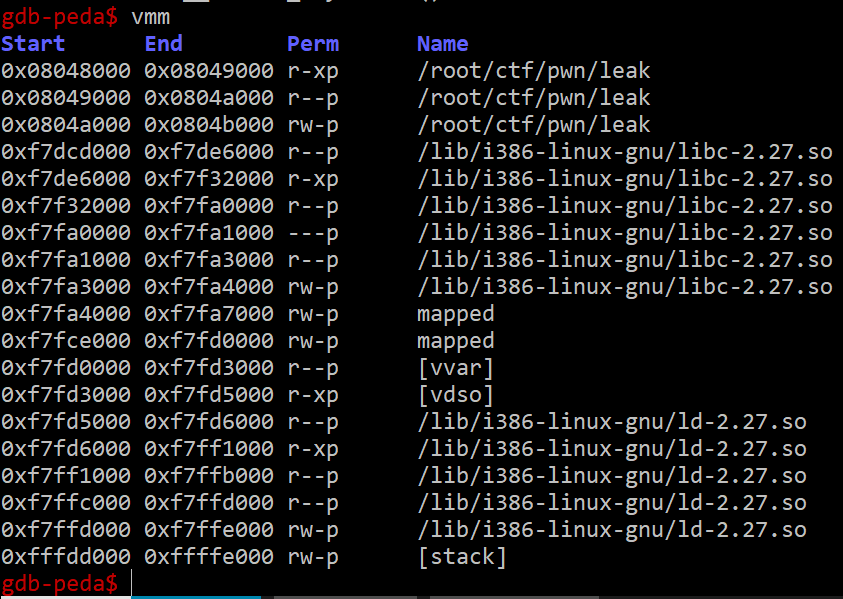 gdb-peda$ vmm
Start End Perm Name
0x08048000 0x08049000 r-xp /root/ctf/pwn/leak
0x08049000 0x0804a000 r--p /root/ctf/pwn/leak
0x0804a000 0x0804b000 rw-p /root/ctf/pwn/leak
0xf7dcd000 0xf7de6000 r--p /lib/i386-linux-gnu/libc-2.27.so
0xf7de6000 0xf7f32000 r-xp /lib/i386-linux-gnu/libc-2.27.so
0xf7f32000 0xf7fa0000 r--p /lib/i386-linux-gnu/libc-2.27.so
0xf7fa0000 0xf7fa1000 ---p /lib/i386-linux-gnu/libc-2.27.so
0xf7fa1000 0xf7fa3000 r--p /lib/i386-linux-gnu/libc-2.27.so
0xf7fa3000 0xf7fa4000 rw-p /lib/i386-linux-gnu/libc-2.27.so
0xf7fa4000 0xf7fa7000 rw-p mapped
0xf7fce000 0xf7fd0000 rw-p mapped
0xf7fd0000 0xf7fd3000 r--p [vvar]
0xf7fd3000 0xf7fd5000 r-xp [vdso]
0xf7fd5000 0xf7fd6000 r--p /lib/i386-linux-gnu/ld-2.27.so
0xf7fd6000 0xf7ff1000 r-xp /lib/i386-linux-gnu/ld-2.27.so
0xf7ff1000 0xf7ffb000 r--p /lib/i386-linux-gnu/ld-2.27.so
0xf7ffc000 0xf7ffd000 r--p /lib/i386-linux-gnu/ld-2.27.so
0xf7ffd000 0xf7ffe000 rw-p /lib/i386-linux-gnu/ld-2.27.so
0xfffdd000 0xffffe000 rw-p [stack]
gdb-peda$